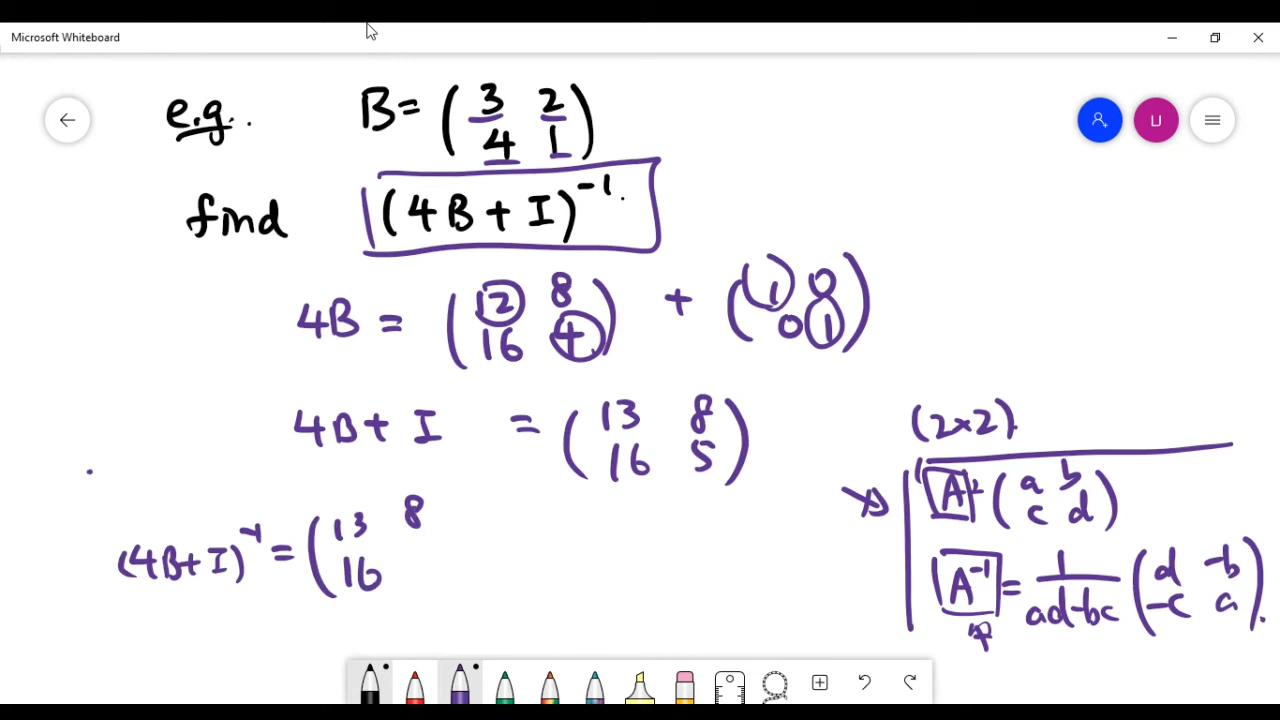 Microsoft Whiteboard
e.g. B = ( 3 2
4 1 )
find (4B + I)⁻¹.
4B = ( 12 8
16 4 ) + ( 1 0
0 1 )
4B + I = ( 13 8
16 5 )
(4B + I)⁻¹ = ( 13 8
16
(2×2).
A = ( a b
c d )
A⁻¹ = 1/(ad-bc) ( d -b
-c a ).
IJ